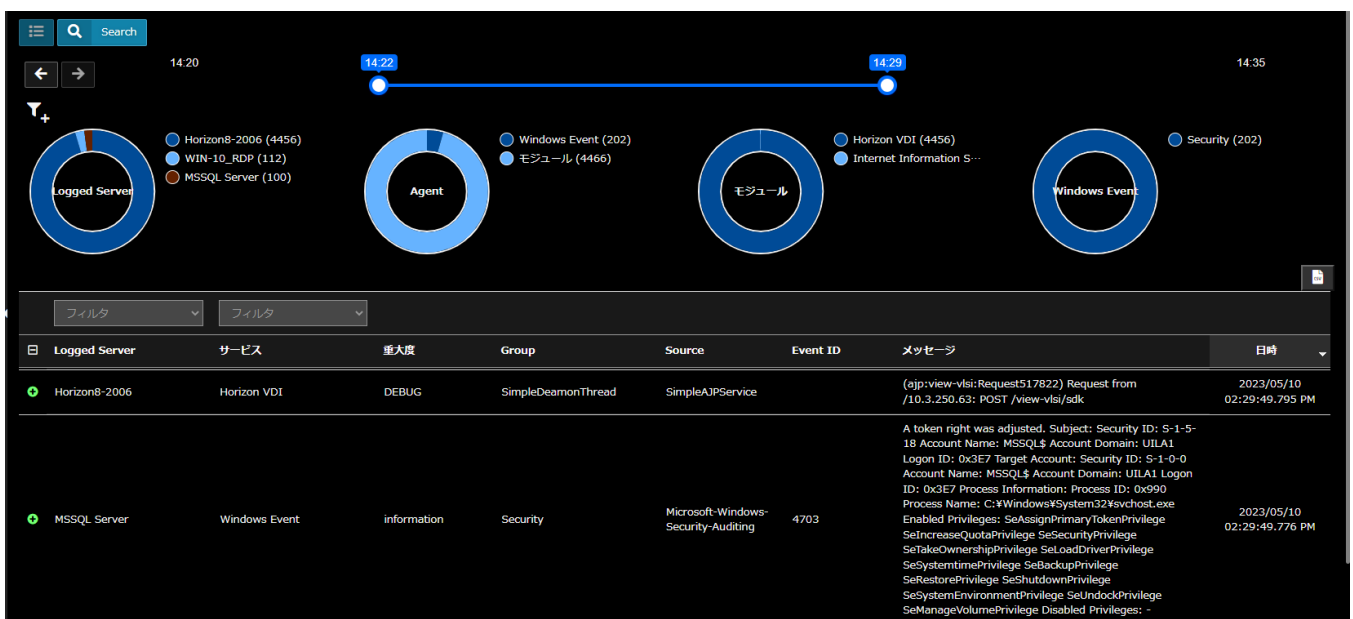 Search
14:20
14:22
14:29
14:35
Logged Server
Horizon8-2006 (4456)
WIN-10_RDP (112)
MSSQL Server (100)
Agent
Windows Event (202)
モジュール (4466)
モジュール
Horizon VDI (4456)
Internet Information S…
Windows Event
Security (202)
フィルタ
フィルタ
Logged Server サービス 重大度 Group Source Event ID メッセージ 日時
Horizon8-2006 Horizon VDI DEBUG SimpleDeamonThread SimpleAJPService
(ajp:view-vlsi:Request517822) Request from
/10.3.250.63: POST /view-vlsi/sdk
2023/05/10
02:29:49.795 PM
MSSQL Server Windows Event information Security
Microsoft-Windows-
Security-Auditing
4703
A token right was adjusted. Subject: Security ID: S-1-5-
18 Account Name: MSSQL$ Account Domain: UILA1
Logon ID: 0x3E7 Target Account: Security ID: S-1-0-0
Account Name: MSSQL$ Account Domain: UILA1 Logon
ID: 0x3E7 Process Information: Process ID: 0x990
Process Name: C:¥Windows¥System32¥svchost.exe
Enabled Privileges: SeAssignPrimaryTokenPrivilege
SeIncreaseQuotaPrivilege SeSecurityPrivilege
SeTakeOwnershipPrivilege SeLoadDriverPrivilege
SeSystemtimePrivilege SeBackupPrivilege
SeRestorePrivilege SeShutdownPrivilege
SeSystemEnvironmentPrivilege SeUndockPrivilege
SeManageVolumePrivilege Disabled Privileges: -
2023/05/10
02:29:49.776 PM